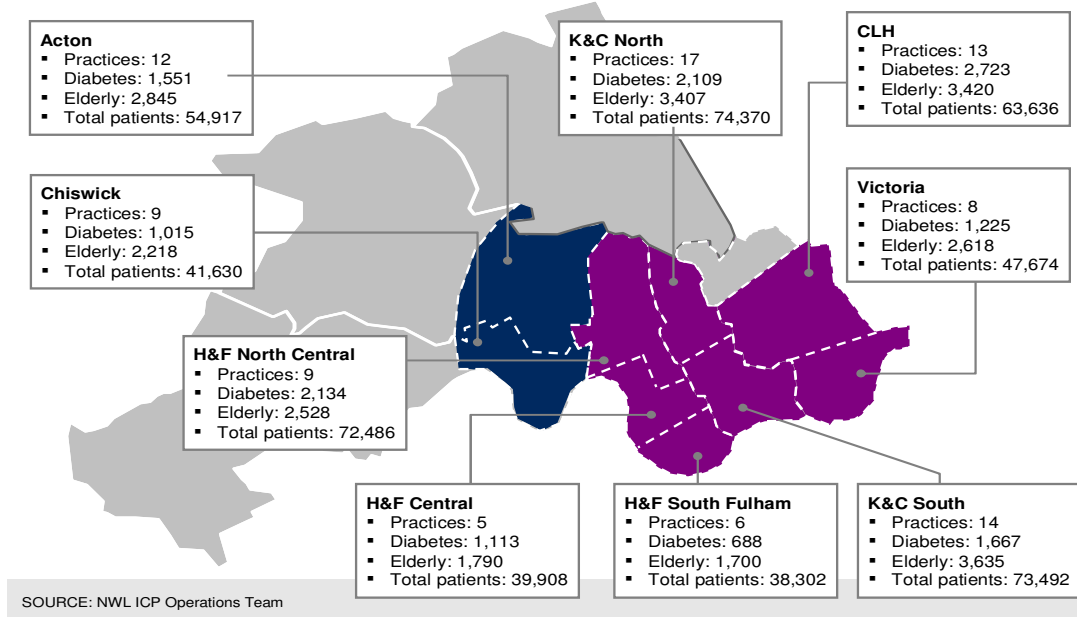 Acton
▪ Practices: 12
▪ Diabetes: 1,551
▪ Elderly: 2,845
▪ Total patients: 54,917
K&C North
▪ Practices: 17
▪ Diabetes: 2,109
▪ Elderly: 3,407
▪ Total patients: 74,370
CLH
▪ Practices: 13
▪ Diabetes: 2,723
▪ Elderly: 3,420
▪ Total patients: 63,636
Chiswick
▪ Practices: 9
▪ Diabetes: 1,015
▪ Elderly: 2,218
▪ Total patients: 41,630
Victoria
▪ Practices: 8
▪ Diabetes: 1,225
▪ Elderly: 2,618
▪ Total patients: 47,674
H&F North Central
▪ Practices: 9
▪ Diabetes: 2,134
▪ Elderly: 2,528
▪ Total patients: 72,486
H&F Central
▪ Practices: 5
▪ Diabetes: 1,113
▪ Elderly: 1,790
▪ Total patients: 39,908
H&F South Fulham
▪ Practices: 6
▪ Diabetes: 688
▪ Elderly: 1,700
▪ Total patients: 38,302
K&C South
▪ Practices: 14
▪ Diabetes: 1,667
▪ Elderly: 3,635
▪ Total patients: 73,492
SOURCE: NWL ICP Operations Team